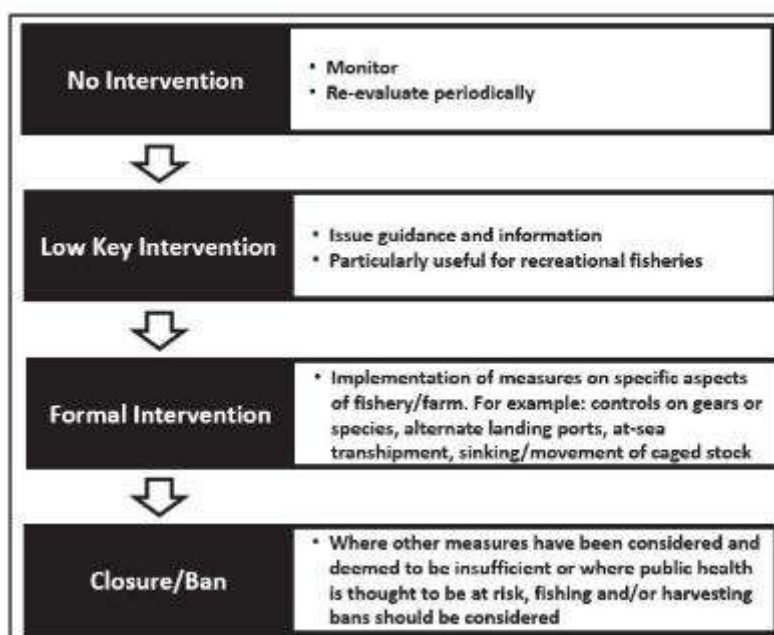 No Intervention
• Monitor
• Re-evaluate periodically
Low Key Intervention
• Issue guidance and information
• Particularly useful for recreational fisheries
Formal Intervention
• Implementation of measures on specific aspects
of fishery/farm. For example: controls on gears or
species, alternate landing ports, at-sea
transhipment, sinking/movement of caged stock
Closure/Ban
• Where other measures have been considered and
deemed to be insufficient or where public health
is thought to be at risk, fishing and/or harvesting
bans should be considered